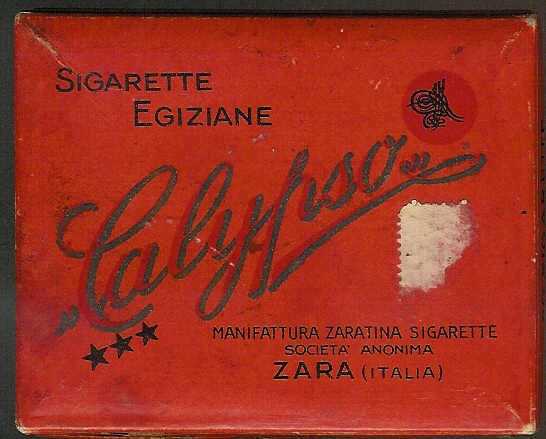 SIGARETTE
EGIZIANE
„Calypso„
MANIFATTURA ZARATINA SIGARETTE
SOCIETA' ANONIMA
ZARA (ITALIA)